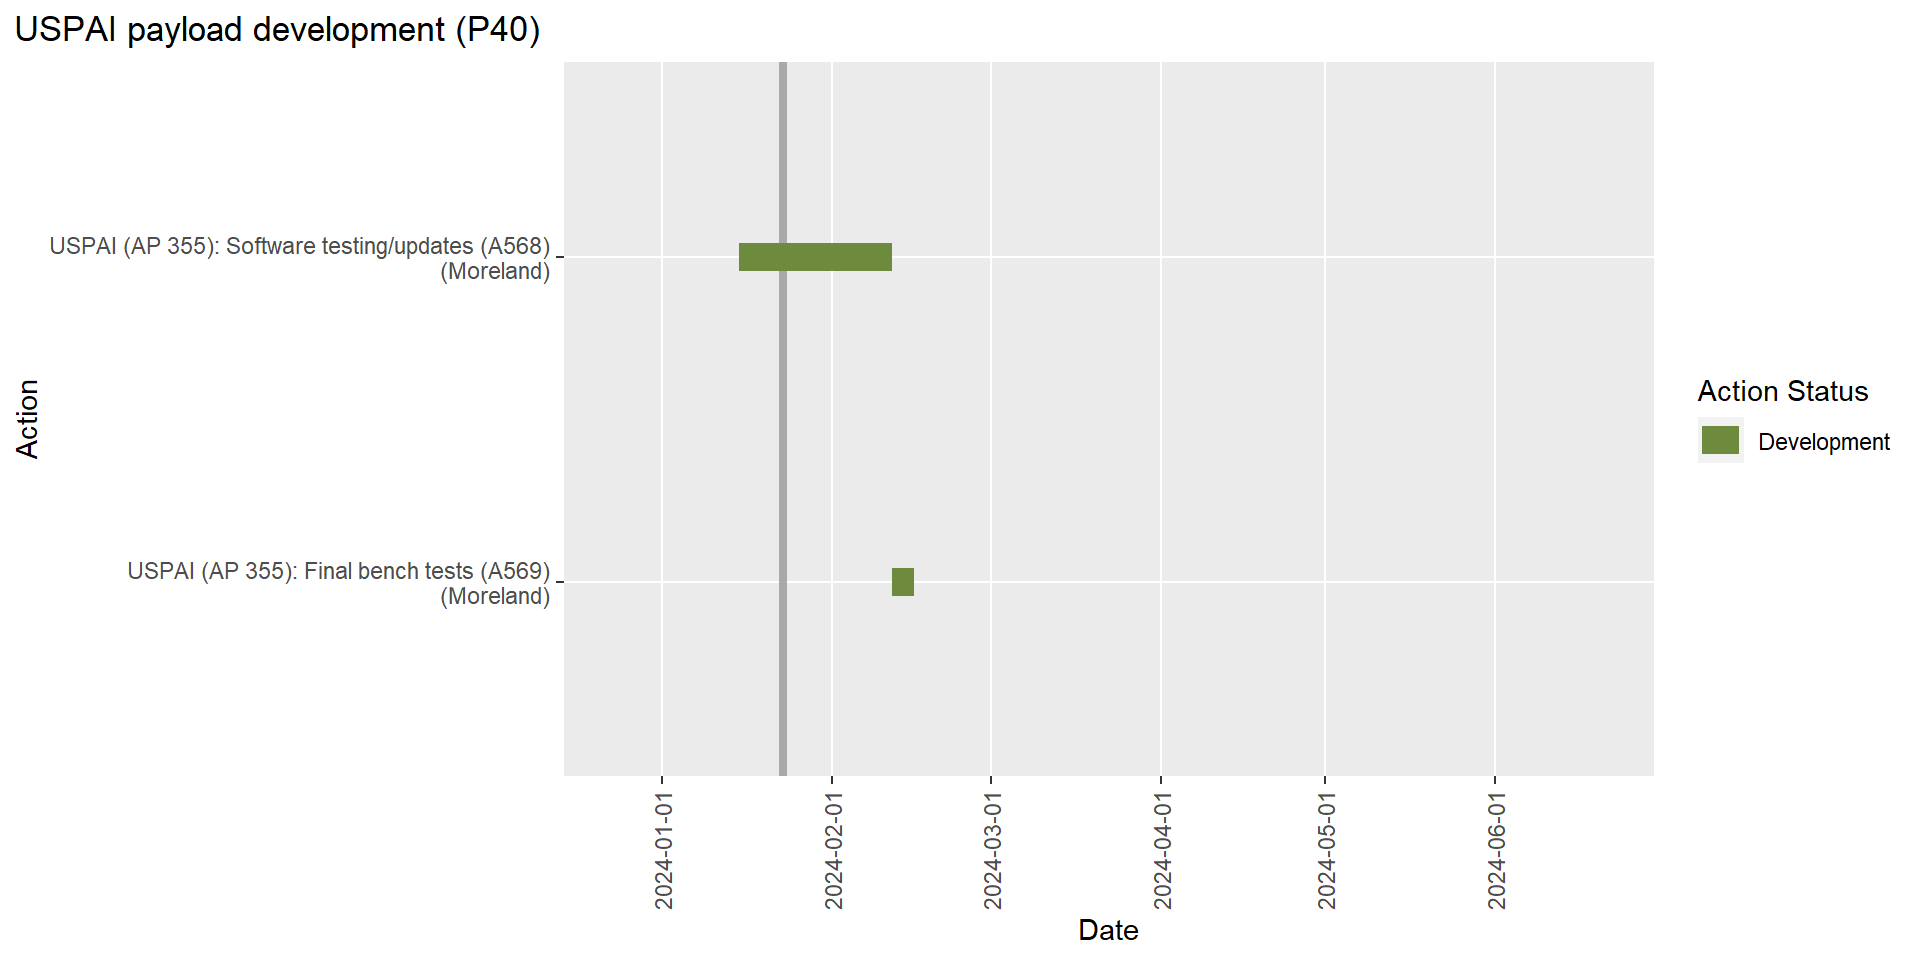 USPAI payload development (P40)
USPAI (AP 355): Software testing/updates (A568)
(Moreland)
Action
USPAI (AP 355): Final bench tests (A569)
(Moreland)
Action Status
Development
2024-01-01
2024-02-01
2024-03-01
2024-04-01
2024-05-01
2024-06-01
Date